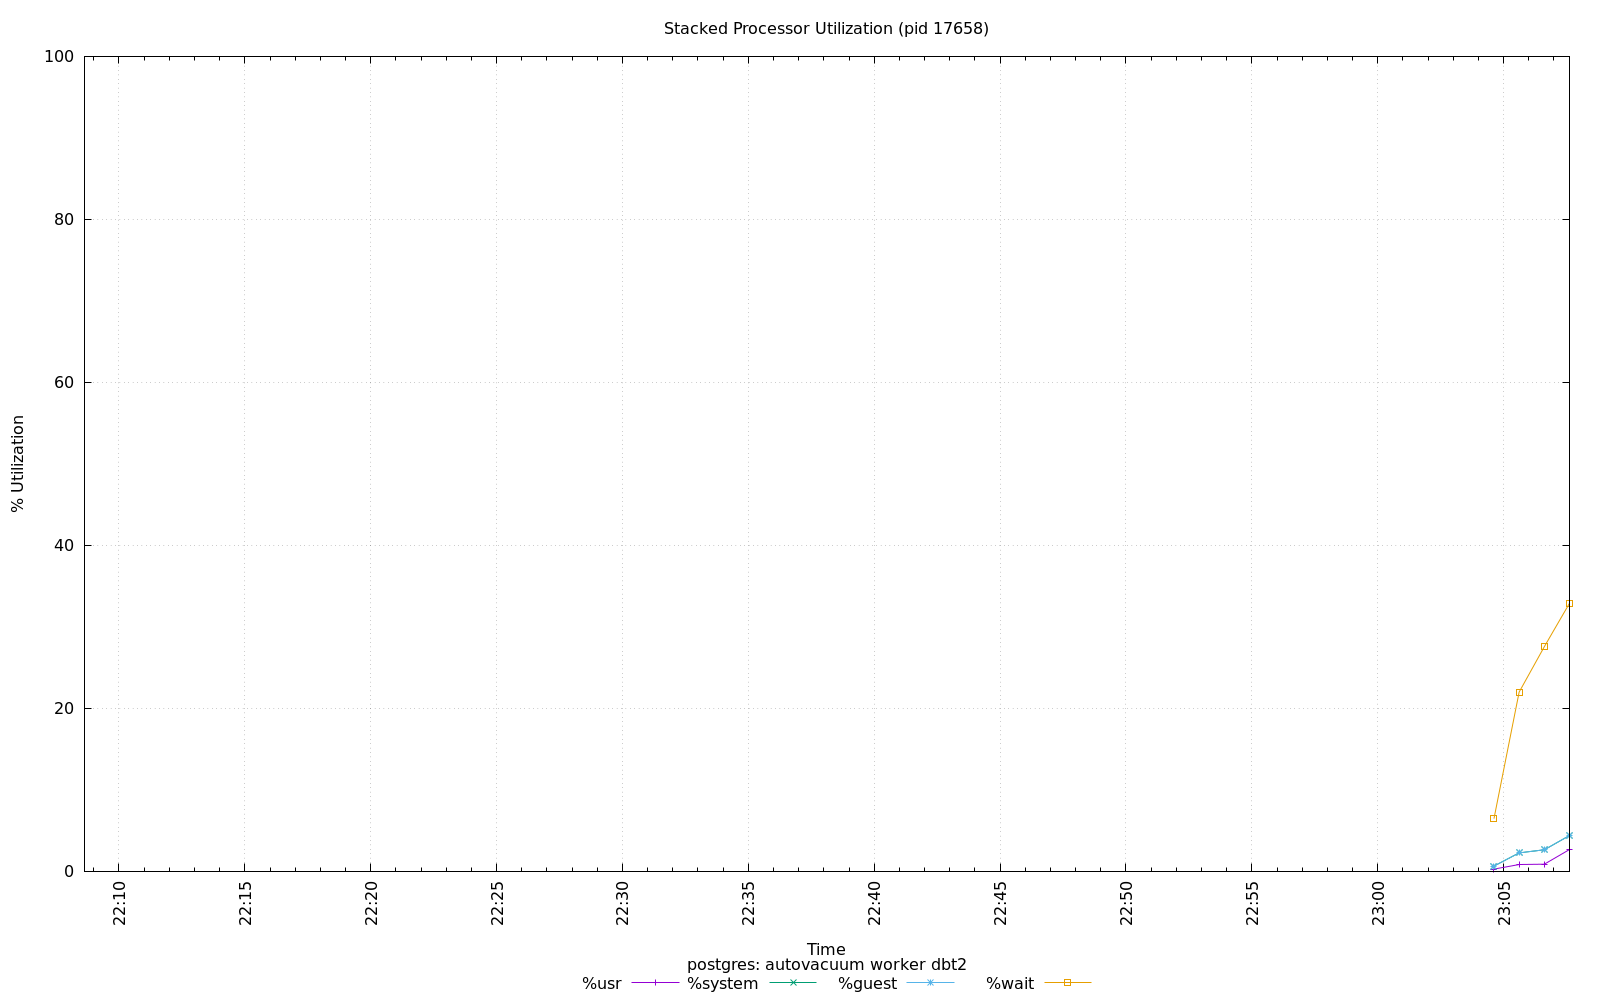 Stacked Processor Utilization (pid 17658)
100
80
60
40
20
0
% Utilization
22:10 22:15 22:20 22:25 22:30 22:35 22:40 22:45 22:50 22:55 23:00 23:05
Time
postgres: autovacuum worker dbt2
%usr %system %guest %wait